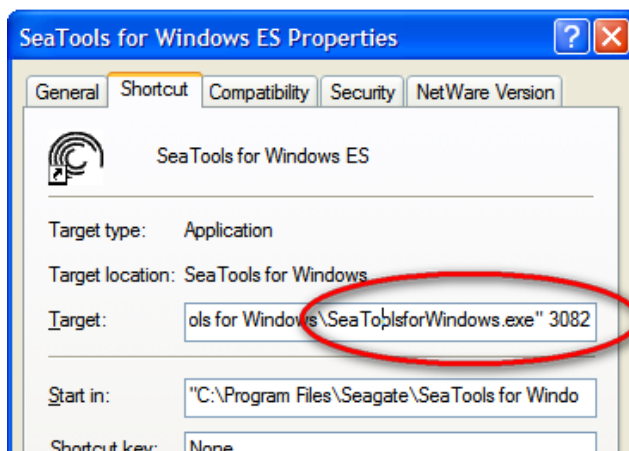 SeaTools for Windows ES Properties
General Shortcut Compatibility Security NetWare Version
SeaTools for Windows ES
Target type: Application
Target location: SeaTools for Windows
Target: ols for Windows\SeaToolsforWindows.exe" 3082
Start in: "C:\Program Files\Seagate\SeaTools for Windo
Shortcut key: None